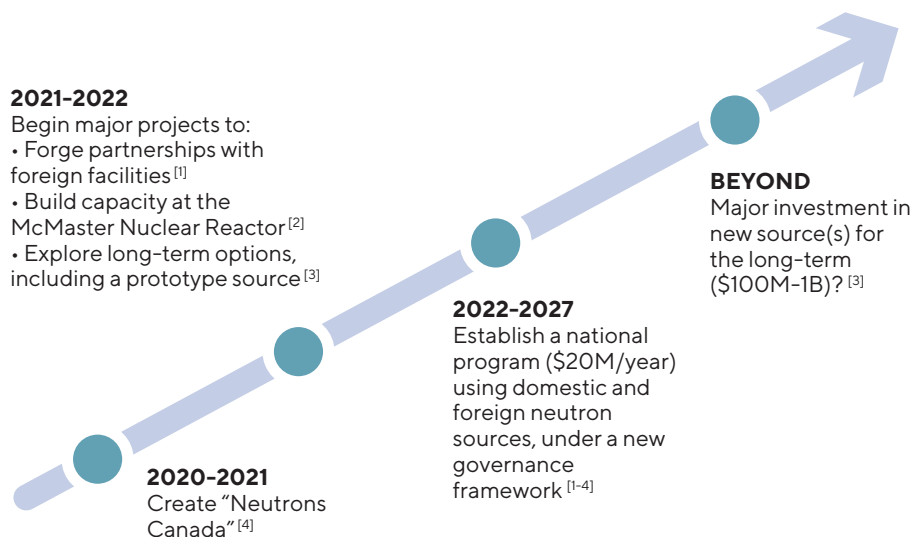 2021-2022
Begin major projects to:
• Forge partnerships with
foreign facilities [1]
• Build capacity at the
McMaster Nuclear Reactor [2]
• Explore long-term options,
including a prototype source [3]
BEYOND
Major investment in
new source(s) for
the long-term
($100M-1B)? [3]
2022-2027
Establish a national
program ($20M/year)
using domestic and
foreign neutron
sources, under a new
governance
framework [1-4]
2020-2021
Create “Neutrons
Canada” [4]